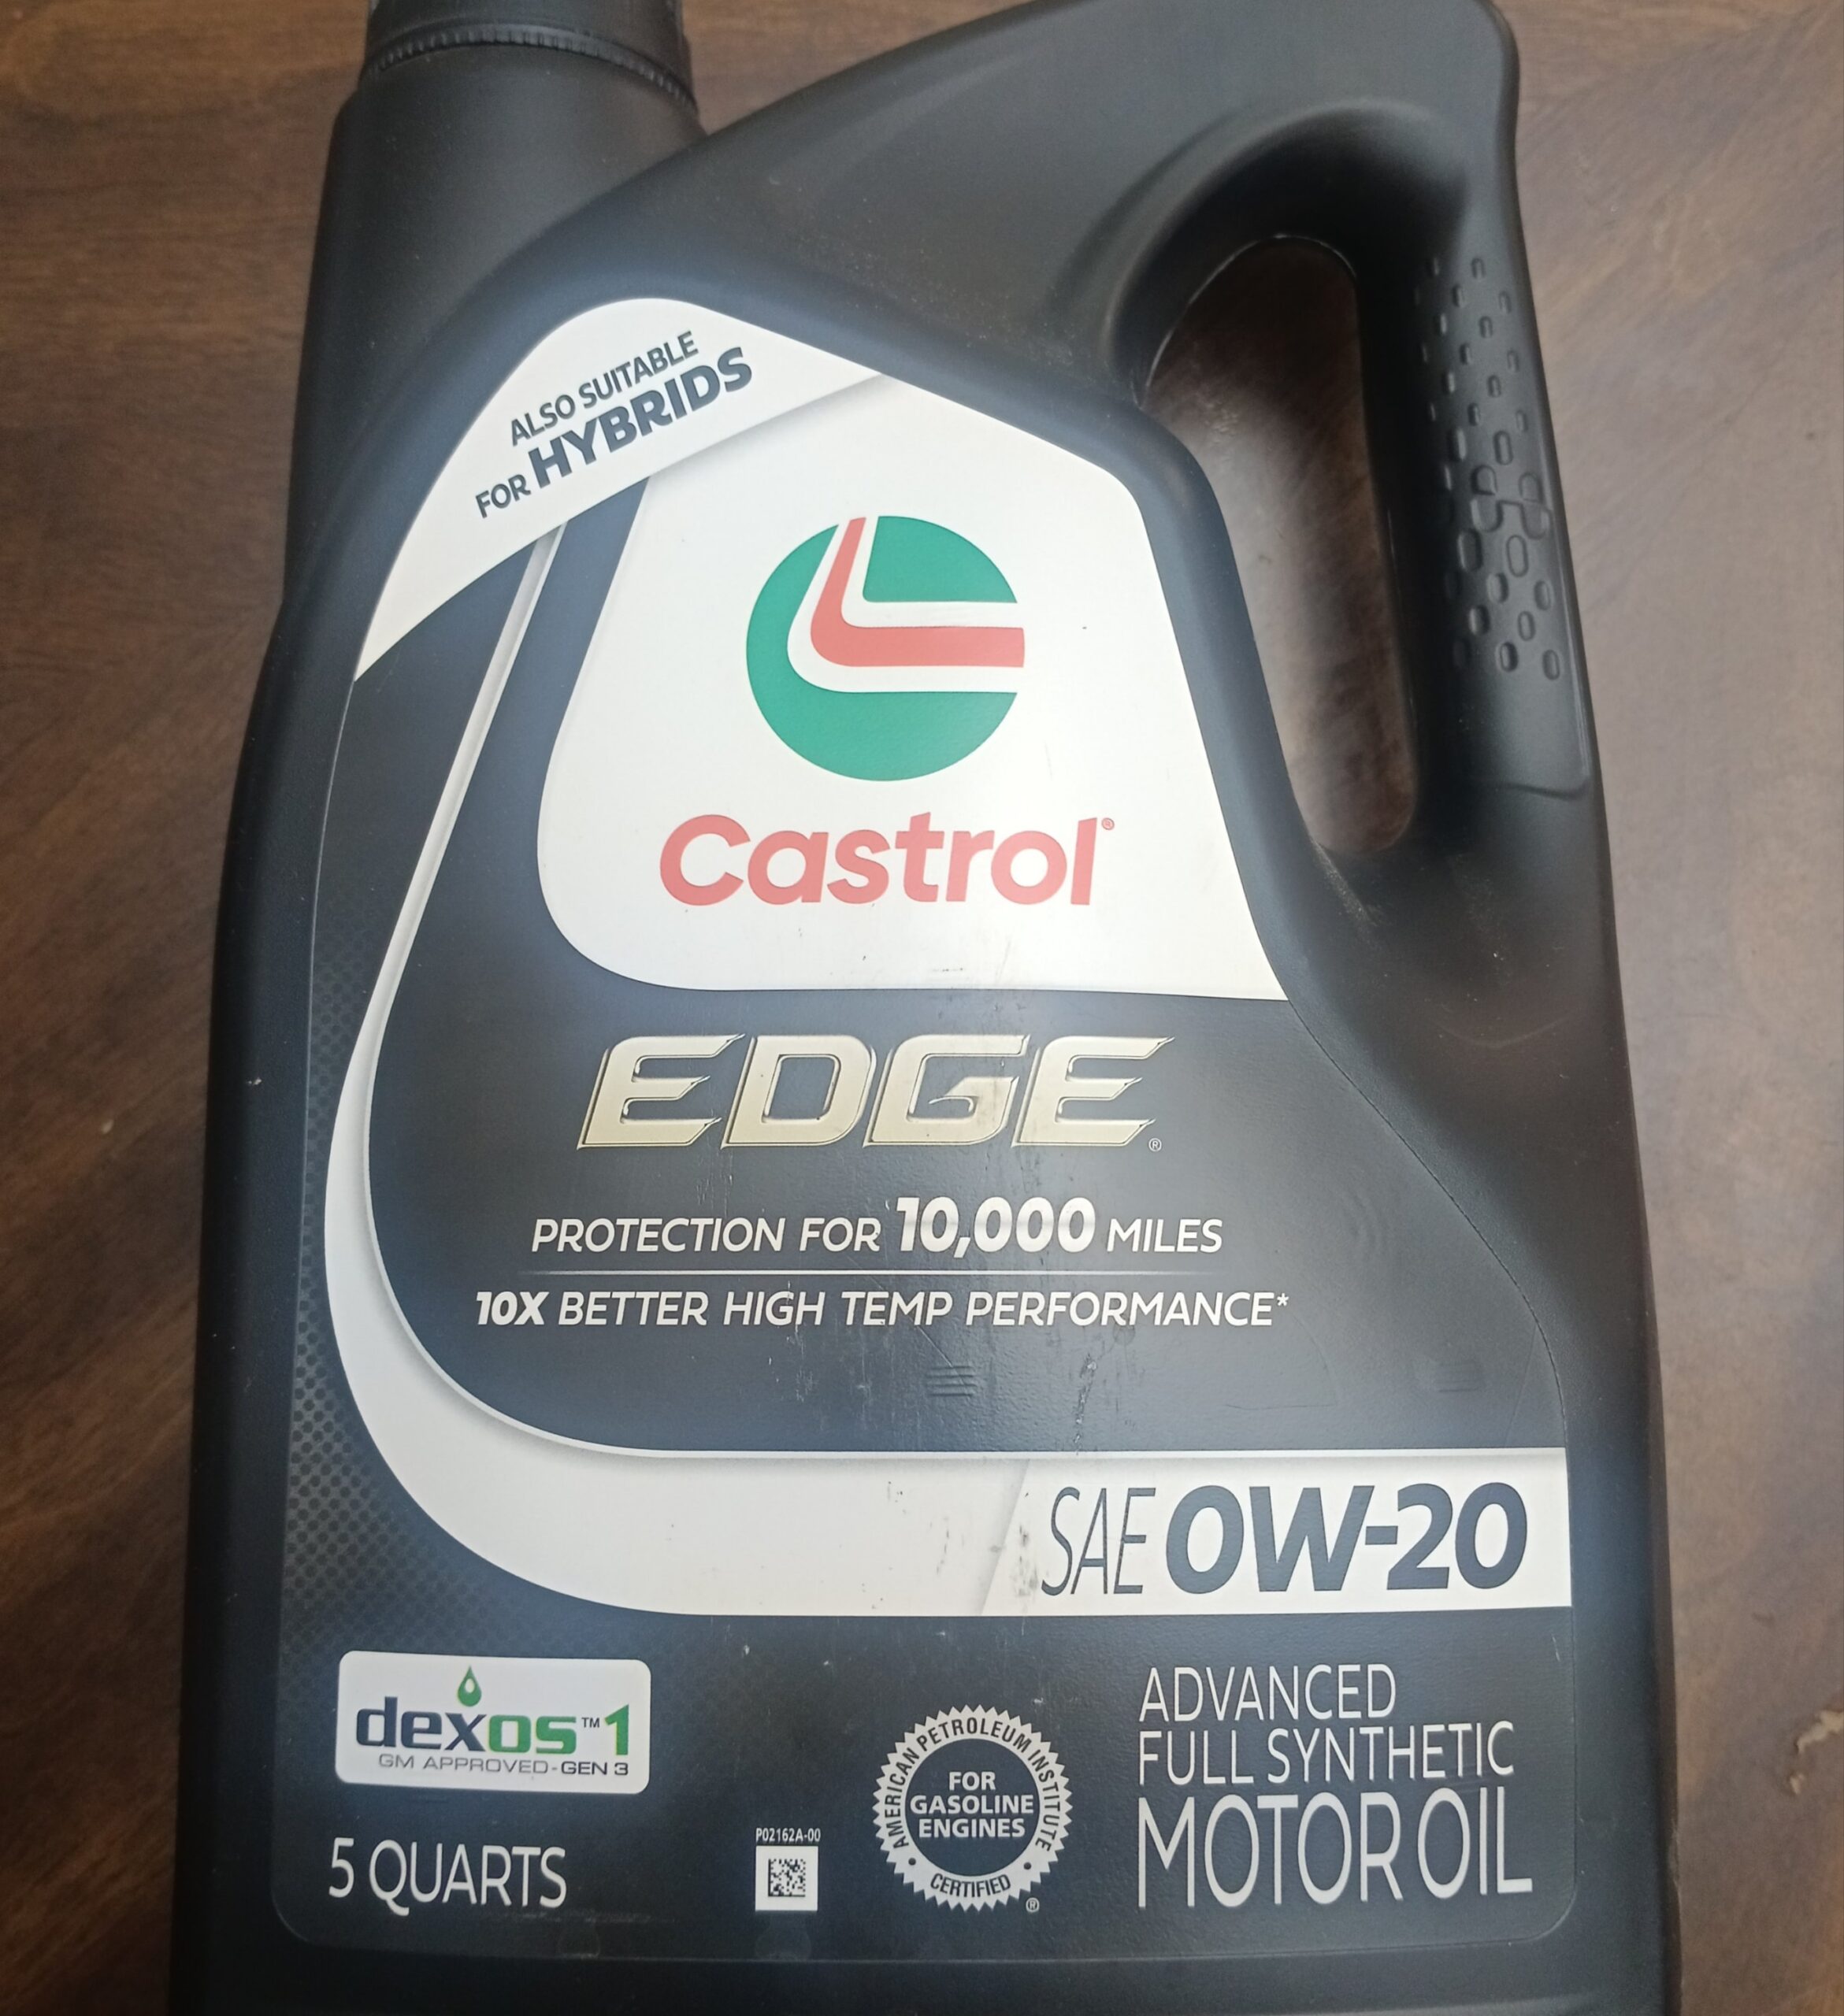 ALSO SUITABLE
FOR HYBRIDS
Castrol®
EDGE®
PROTECTION FOR 10,000 MILES
10X BETTER HIGH TEMP PERFORMANCE*
SAE 0W-20
dexos™1
GM APPROVED-GEN 3
5 QUARTS
P02162A-00
AMERICAN PETROLEUM INSTITUTE
FOR
GASOLINE
ENGINES
CERTIFIED
®
ADVANCED
FULL SYNTHETIC
MOTOR OIL